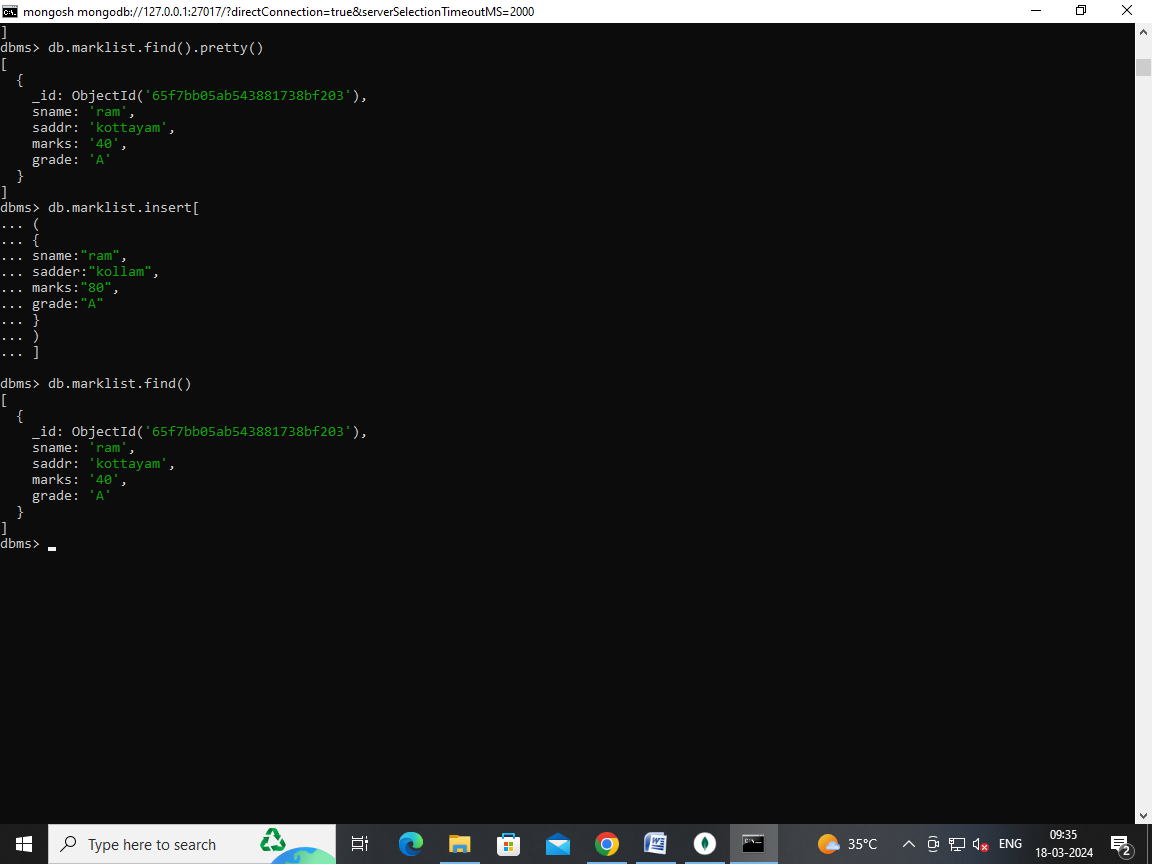 mongosh mongodb://127.0.0.1:27017/?directConnection=true&serverSelectionTimeoutMS=2000
]
dbms> db.marklist.find().pretty()
[
  {
    _id: ObjectId('65f7bb05ab543881738bf203'),
    sname: 'ram',
    saddr: 'kottayam',
    marks: '40',
    grade: 'A'
  }
]
dbms> db.marklist.insert[
... (
... {
... sname:"ram",
... sadder:"kollam",
... marks:"80",
... grade:"A"
... }
... )
... ]
dbms> db.marklist.find()
[
  {
    _id: ObjectId('65f7bb05ab543881738bf203'),
    sname: 'ram',
    saddr: 'kottayam',
    marks: '40',
    grade: 'A'
  }
]
dbms>
Type here to search
35°C
ENG
09:35
18-03-2024
2